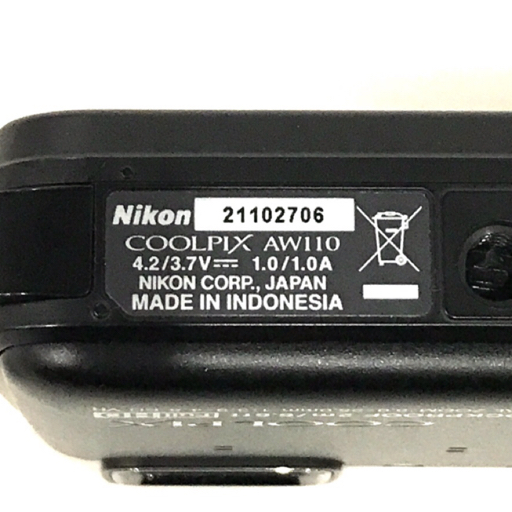 Nikon 21102706
COOLPIX AW110
4.2/3.7V⎓ 1.0/1.0A
NIKON CORP., JAPAN
MADE IN INDONESIA